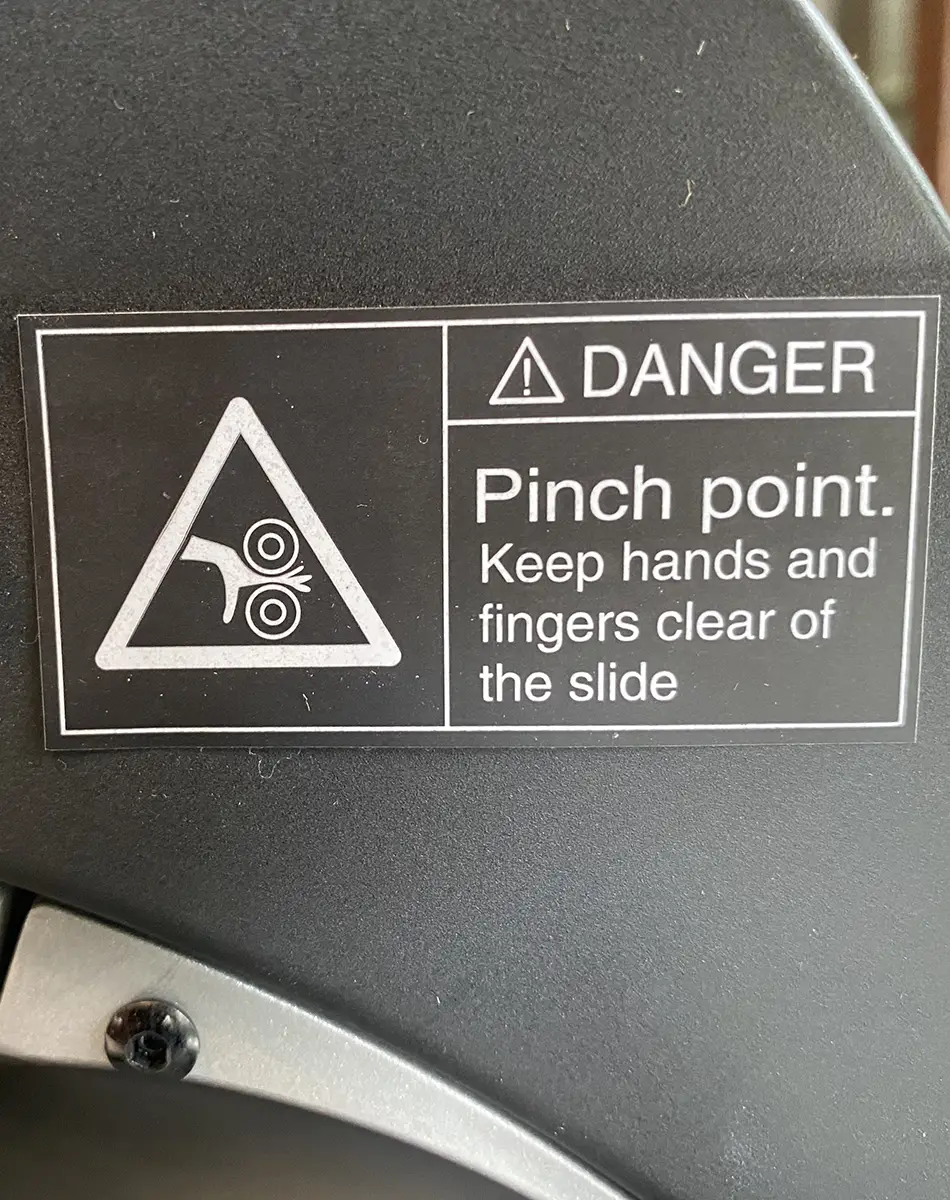 DANGER
Pinch point.
Keep hands and
fingers clear of
the slide